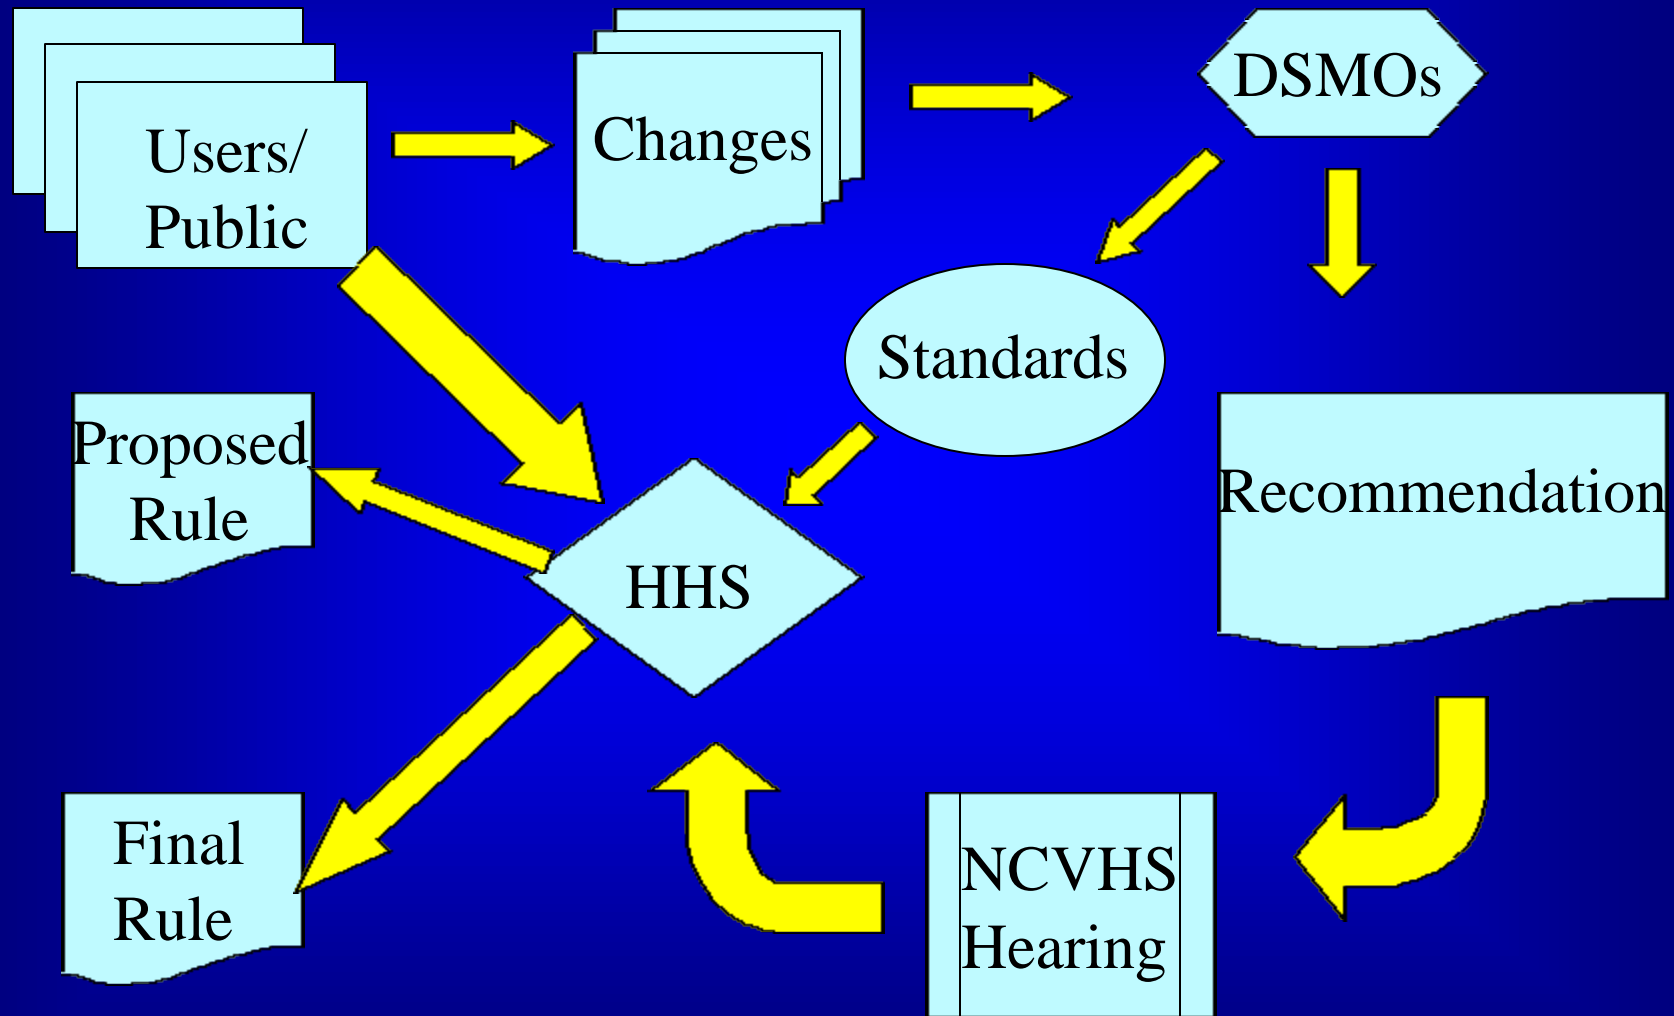 Users/
Public
Changes
DSMOs
Standards
Proposed
Rule
Recommendation
HHS
Final
Rule
NCVHS
Hearing